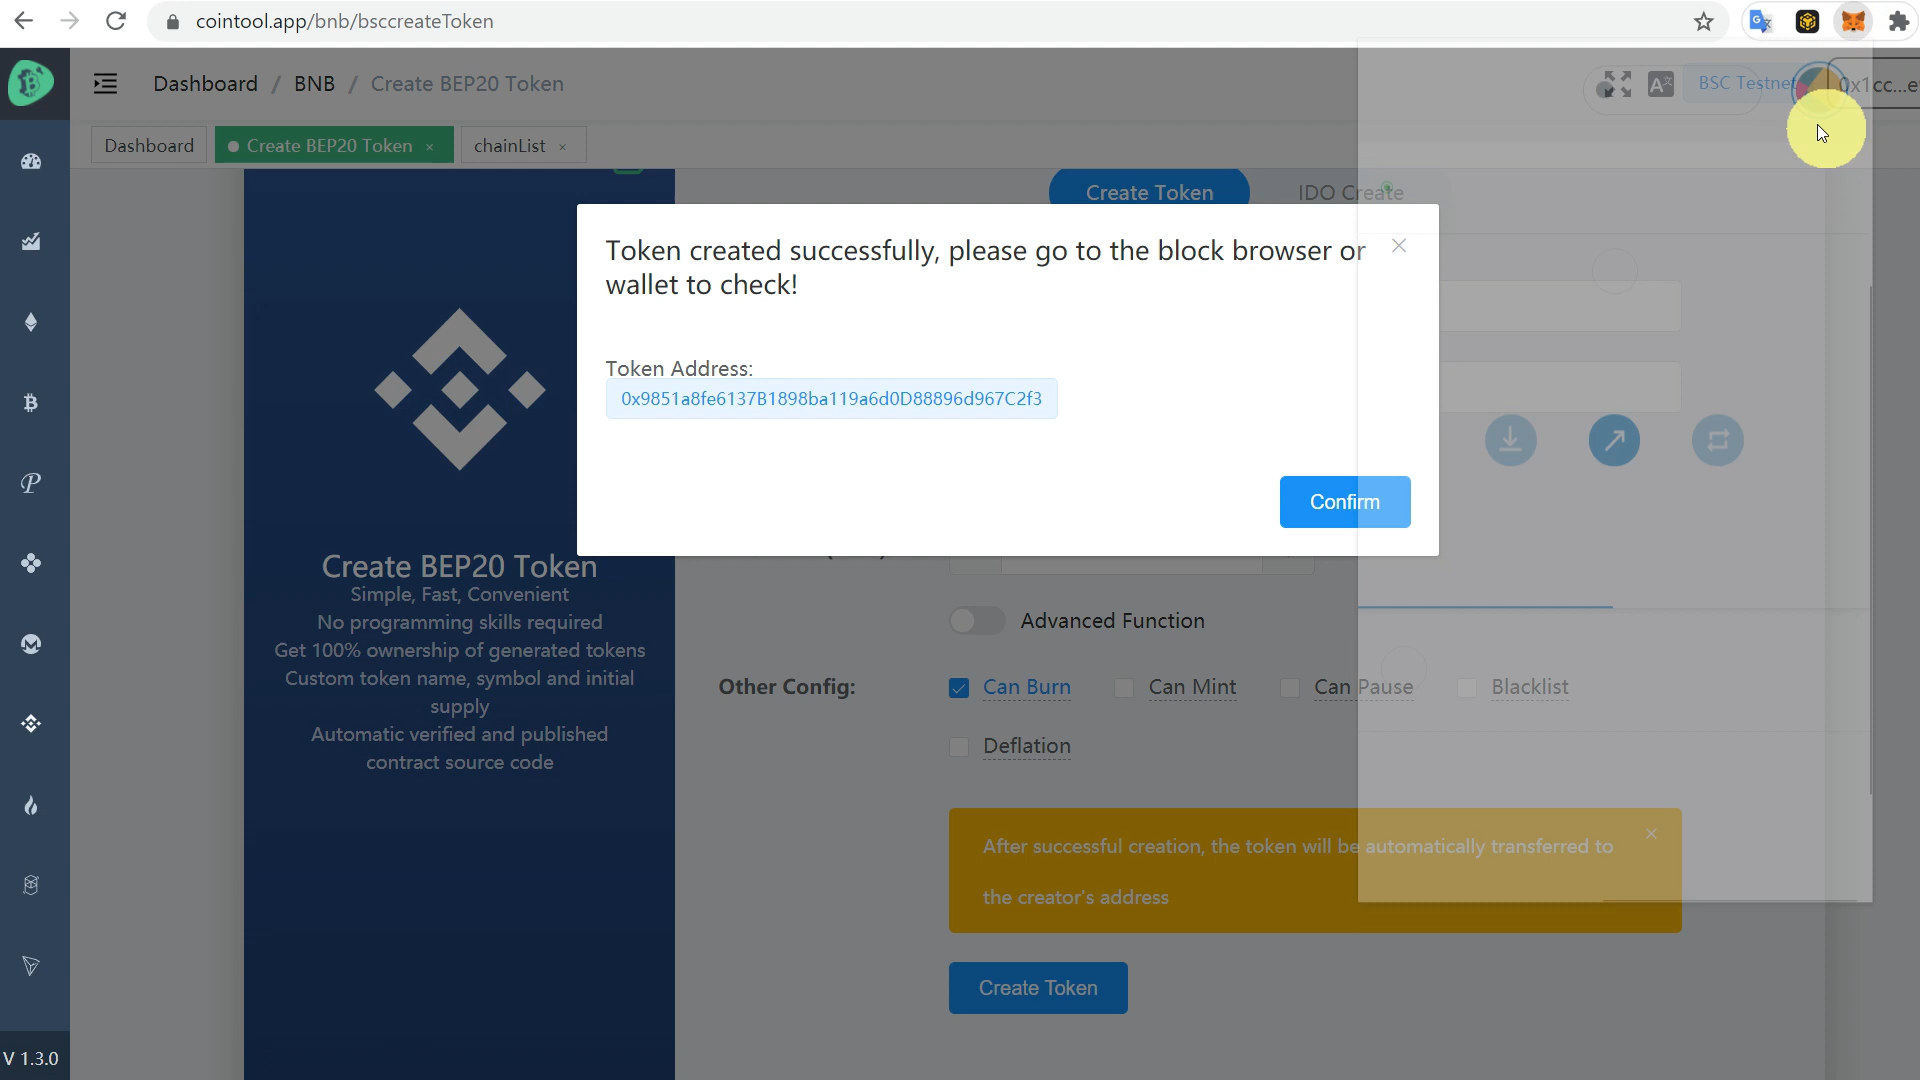 cointool.app/bnb/bsccreateToken
Dashboard / BNB / Create BEP20 Token
BSC Testnet
0x1cc...e
Dashboard
Create BEP20 Token ×
chainList ×
Create Token
IDO Create
Token created successfully, please go to the block browser or
wallet to check!
Token Address:
0x9851a8fe6137B1898ba119a6d0D88896d967C2f3
Confirm
Create BEP20 Token
Simple, Fast, Convenient
No programming skills required
Get 100% ownership of generated tokens
Custom token name, symbol and initial
supply
Automatic verified and published
contract source code
Advanced Function
Other Config:
Can Burn
Can Mint
Can Pause
Blacklist
Deflation
After successful creation, the token will be automatically transferred to
the creator's address
Create Token
V 1.3.0